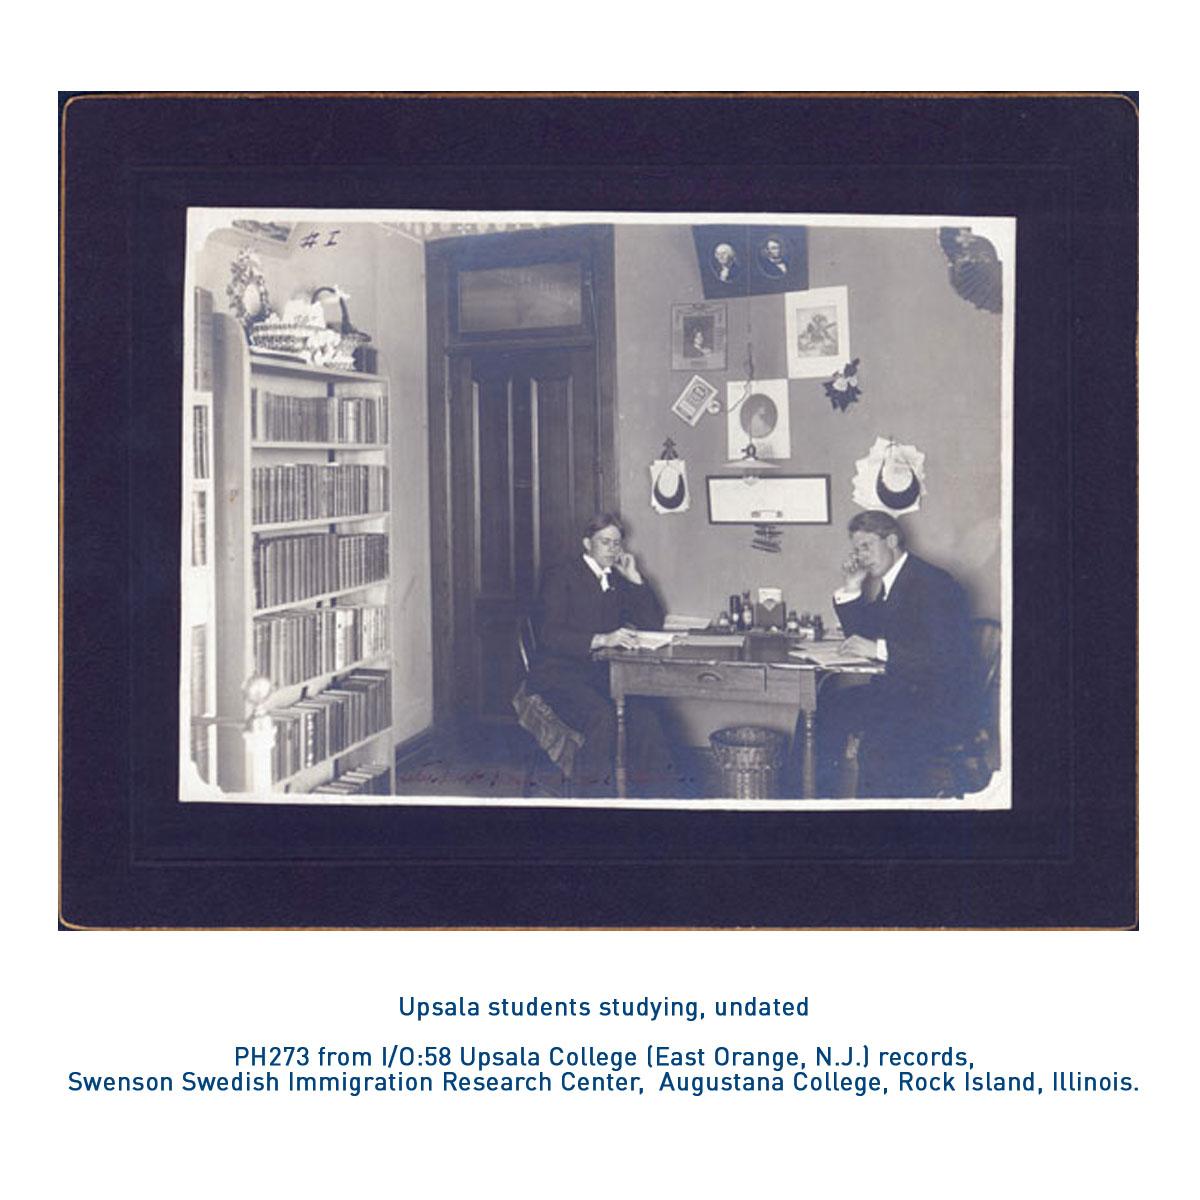 # I
Upsala students studying, undated
PH273 from I/O:58 Upsala College (East Orange, N.J.) records,
Swenson Swedish Immigration Research Center, Augustana College, Rock Island, Illinois.